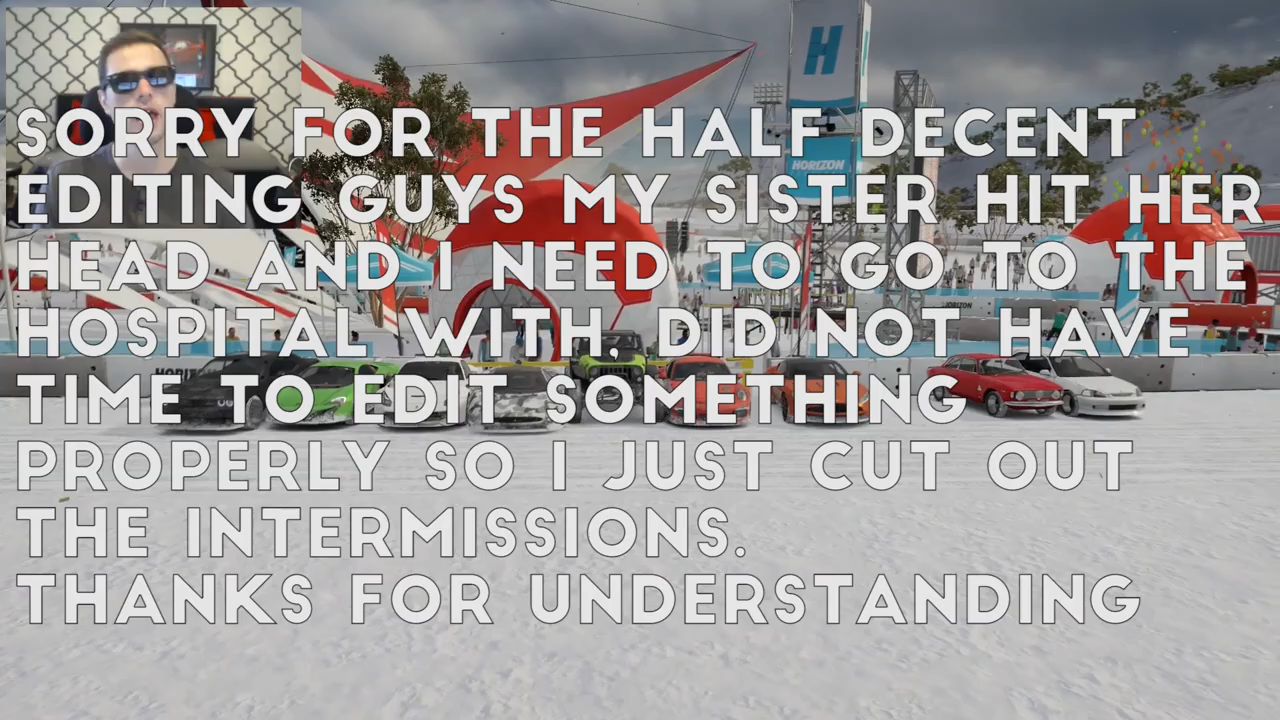 H
HORIZON
SORRY FOR THE HALF DECENT
EDITING GUYS MY SISTER HIT HER
HEAD AND I NEED TO GO TO THE
HOSPITAL WITH, DID NOT HAVE
TIME TO EDIT SOMETHING
PROPERLY SO I JUST CUT OUT
THE INTERMISSIONS.
THANKS FOR UNDERSTANDING